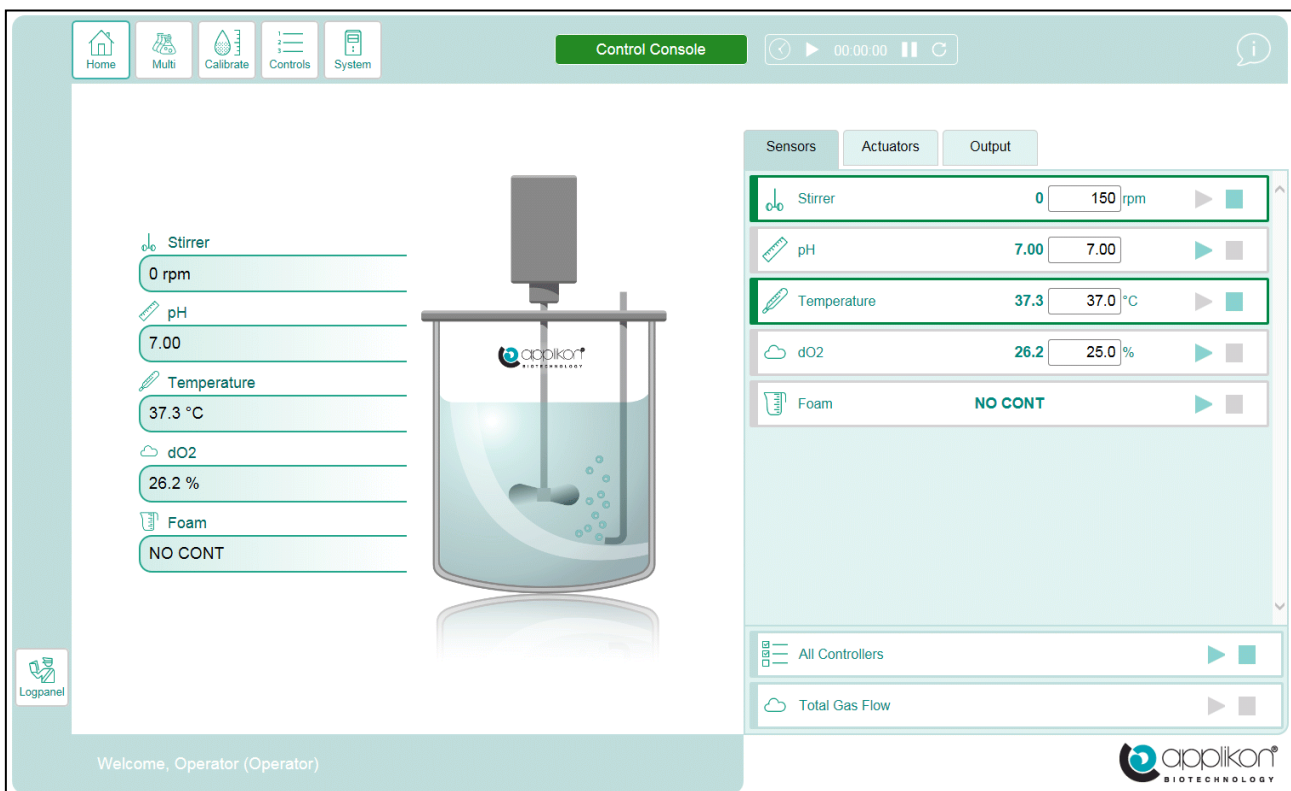 Home
Multi
Calibrate
1
2
3
Controls
System
Control Console
00:00:00
i
Stirrer
0 rpm
pH
7.00
Temperature
37.3 °C
dO2
26.2 %
Foam
NO CONT
applikon®
BIOTECHNOLOGY
Sensors Actuators Output
Stirrer 0 150 rpm
pH 7.00 7.00
Temperature 37.3 37.0 °C
dO2 26.2 25.0 %
Foam NO CONT
All Controllers
Total Gas Flow
Logpanel
Welcome, Operator (Operator)
applikon®
BIOTECHNOLOGY